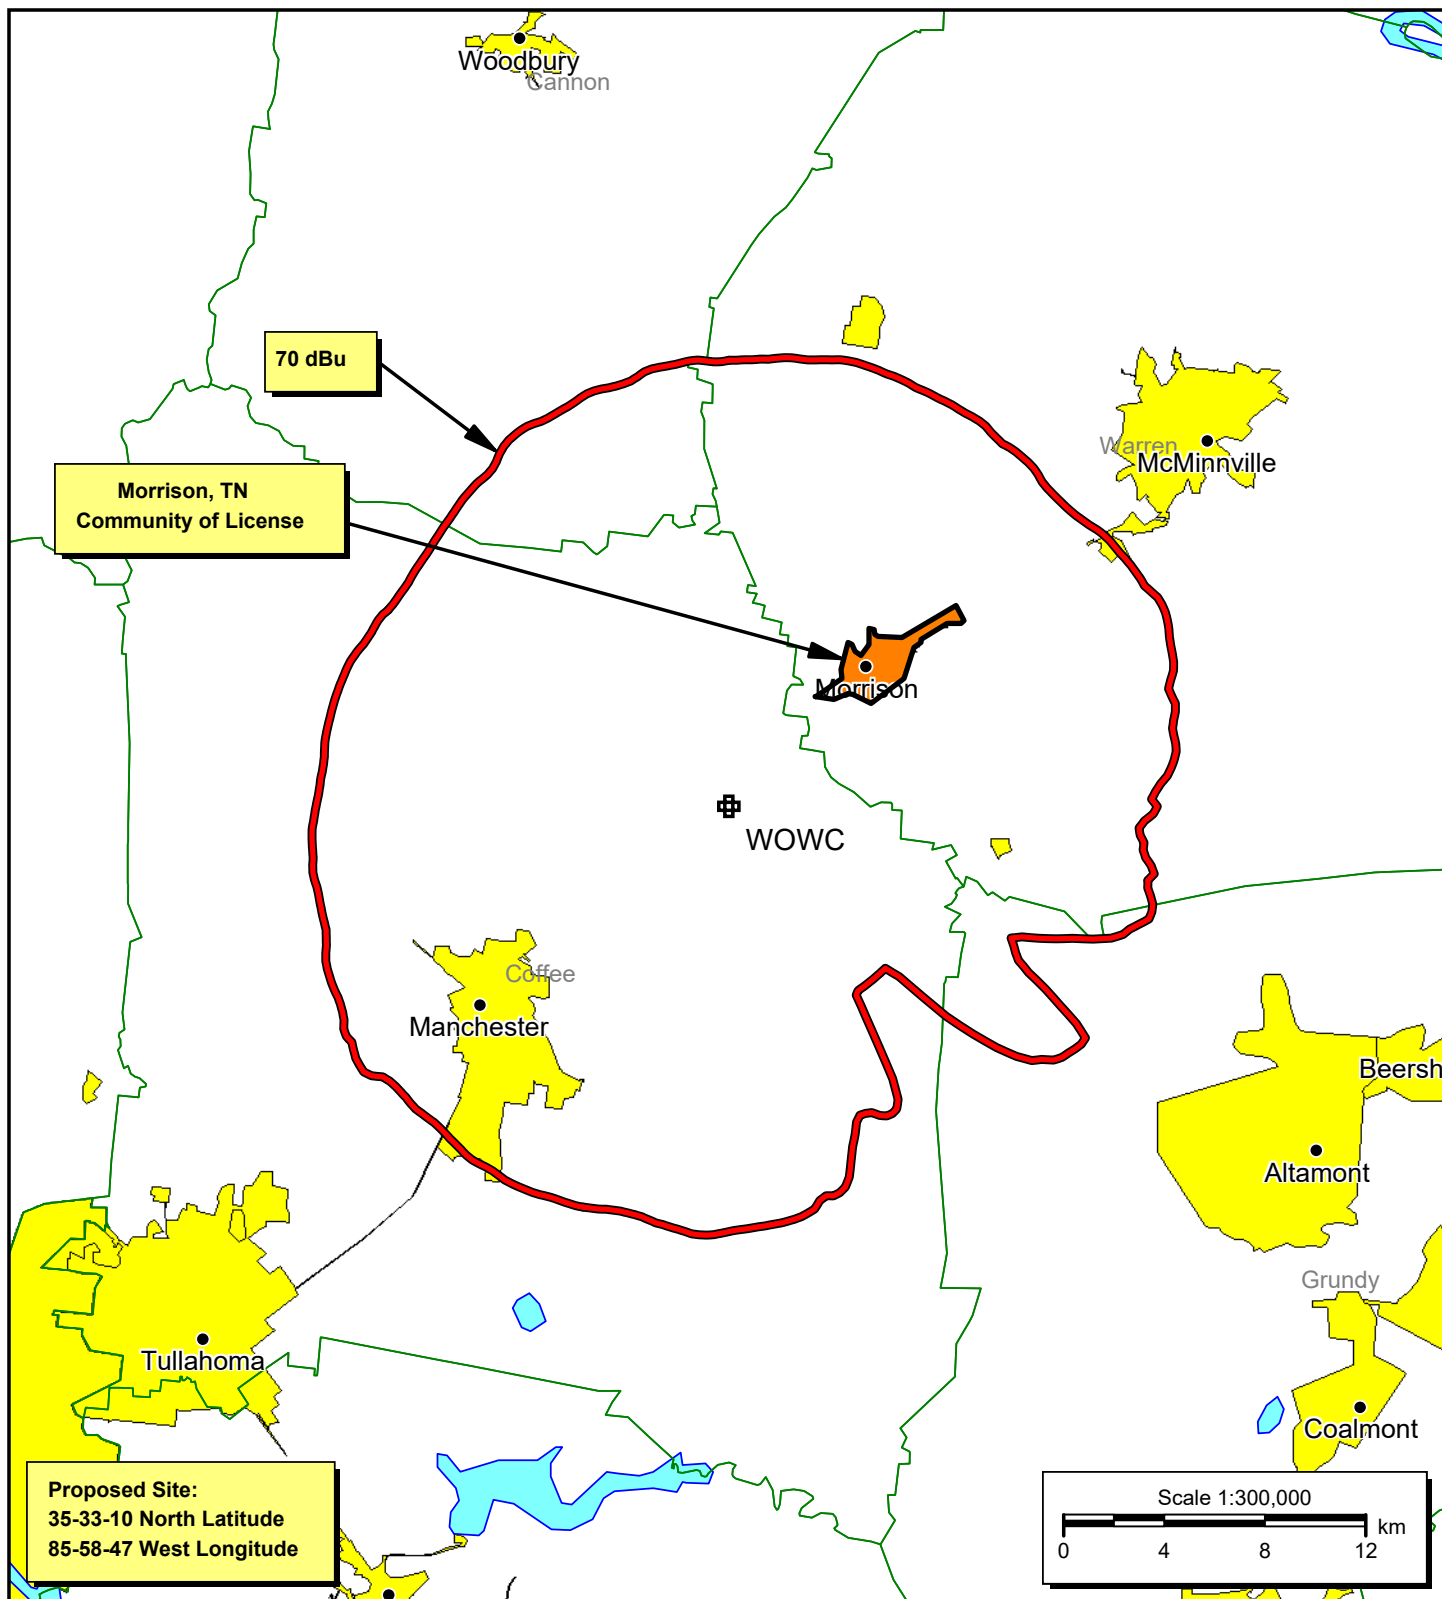 Woodbury
Cannon
70 dBu
Warren
McMinnville
Morrison, TN
Community of License
Morrison
WOWC
Coffee
Manchester
Beersh
Altamont
Grundy
Tullahoma
Coalmont
Proposed Site:
35-33-10 North Latitude
85-58-47 West Longitude
Scale 1:300,000
km
0 4 8 12